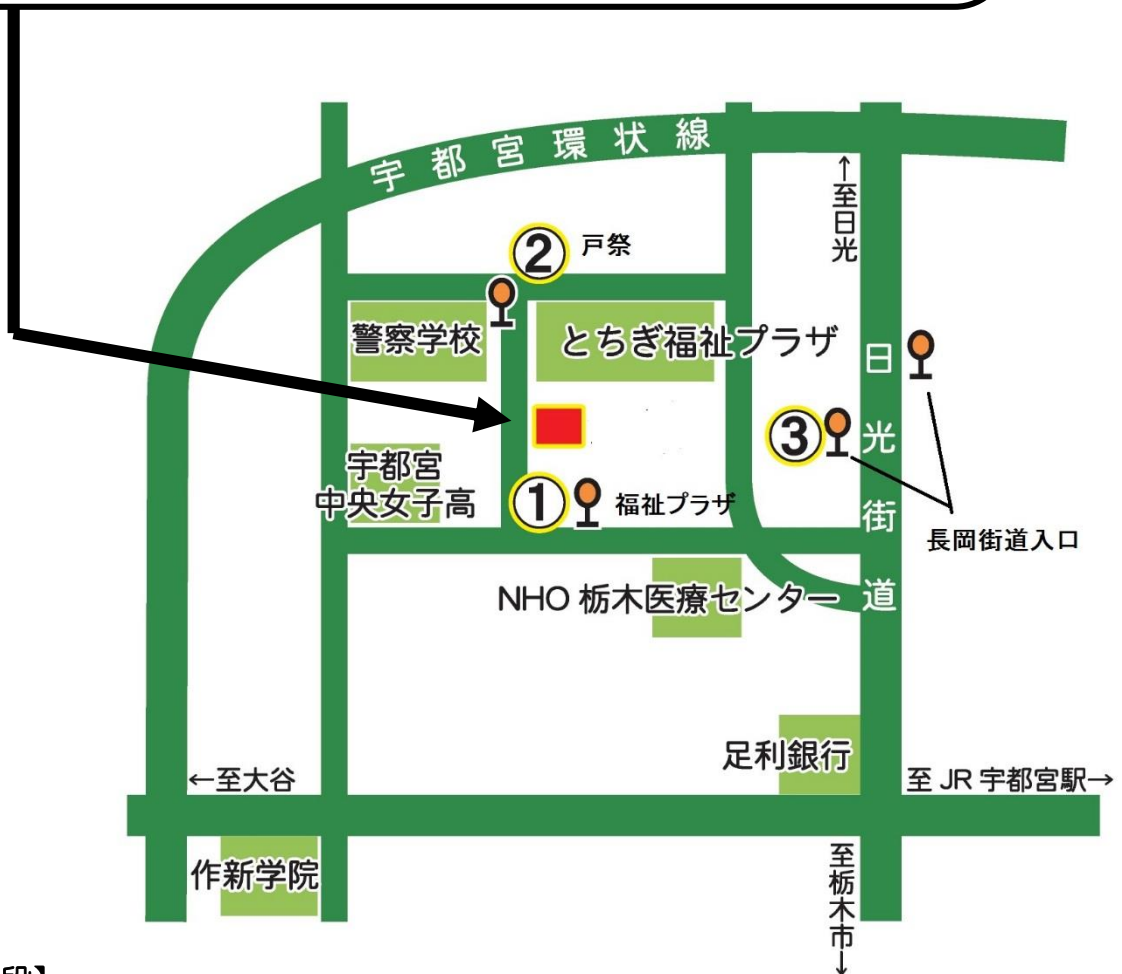 宇都宮環状線
↑至日光
② 戸祭
警察学校
とちぎ福祉プラザ
日光街道
③
宇都宮
中央女子高
① 福祉プラザ
長岡街道入口
NHO 栃木医療センター
足利銀行
←至大谷
至 JR 宇都宮駅→
作新学院
至栃木市↓